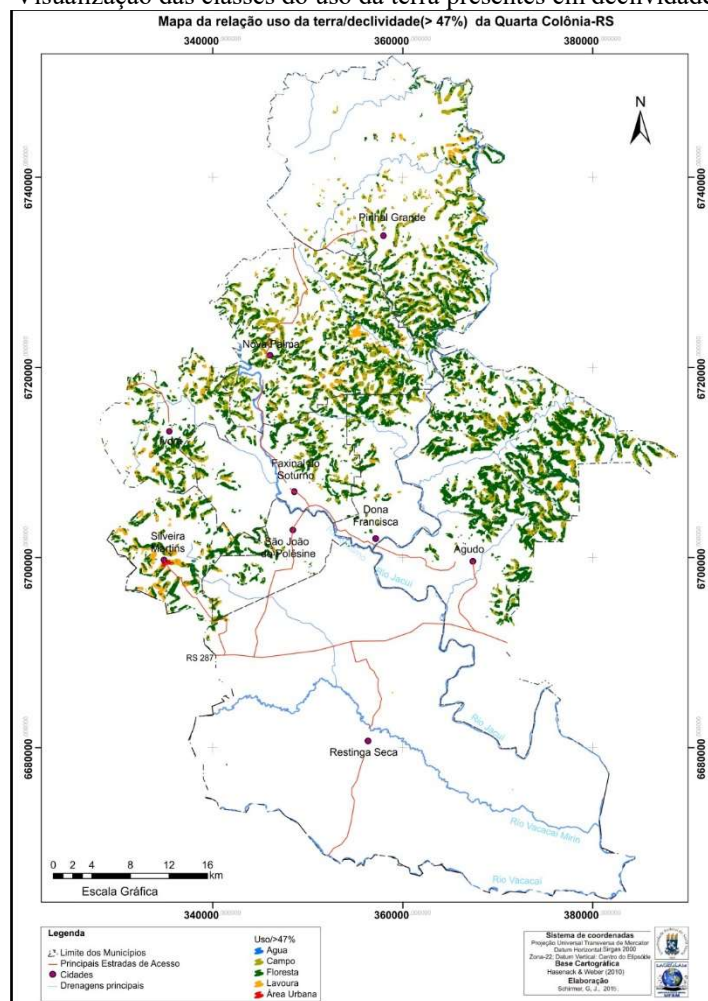 Visualização das classes do uso da terra presentes em declividade
Mapa da relação uso da terra/declividade(> 47%) da Quarta Colônia-RS
340000
360000
380000
N
6740000
6740000
Pinhal Grande
Nova Palma
6720000
6720000
Ivorá
Faxinal do
Soturno
Dona
Francisca
Silveira
Martins
São João
do Polêsine
Agudo
6700000
6700000
Rio Jacuí
RS 287
Rio Jacuí
6680000
6680000
Restinga Seca
Rio Vacacaí Mirin
Rio Vacacaí
0 2 4 8 12 16
km
Escala Gráfica
340000
360000
380000
Legenda
Limite dos Municípios
Principais Estradas de Acesso
Cidades
Drenagens principais
Uso/>47%
Agua
Campo
Floresta
Lavoura
Área Urbana
Sistema de coordenadas
Projeção Universal Transversa de Mercator
Datum Horizontal: Sirgas 2000
Zona-22; Datum Vertical: Centro do Elipsóide
Base Cartográfica
Hasenack & Weber (2010)
Elaboração
Schirmer, G, J., 2015.